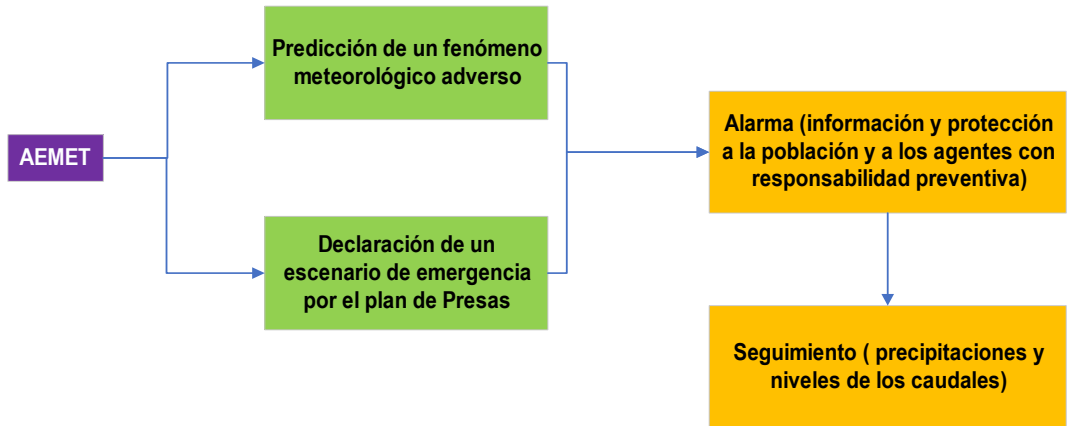 AEMET
Predicción de un fenómeno
meteorológico adverso
Declaración de un
escenario de emergencia
por el plan de Presas
Alarma (información y protección
a la población y a los agentes con
responsabilidad preventiva)
Seguimiento ( precipitaciones y
niveles de los caudales)